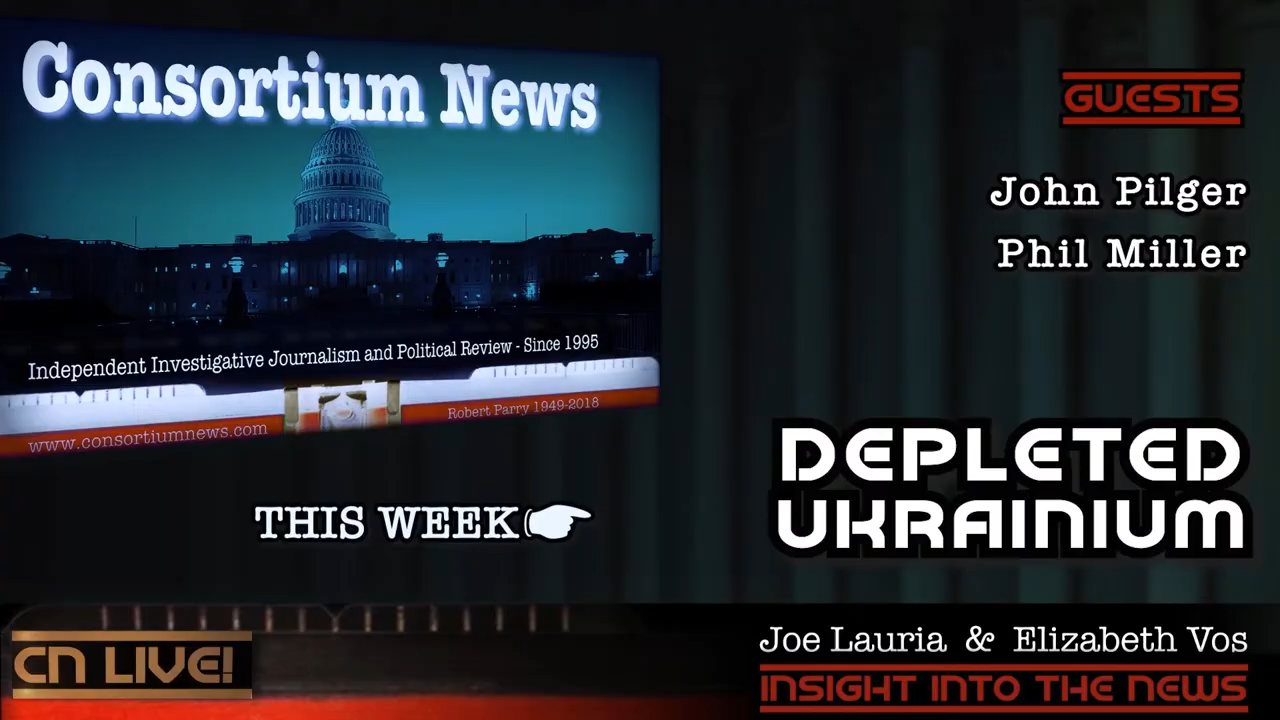 Consortium News
Independent Investigative Journalism and Political Review - Since 1995
Robert Parry 1949-2018
www.consortiumnews.com
GUESTS
John Pilger
Phil Miller
THIS WEEK
DEPLETED
UKRAINIUM
CN LIVE!
Joe Lauria & Elizabeth Vos
INSIGHT INTO THE NEWS